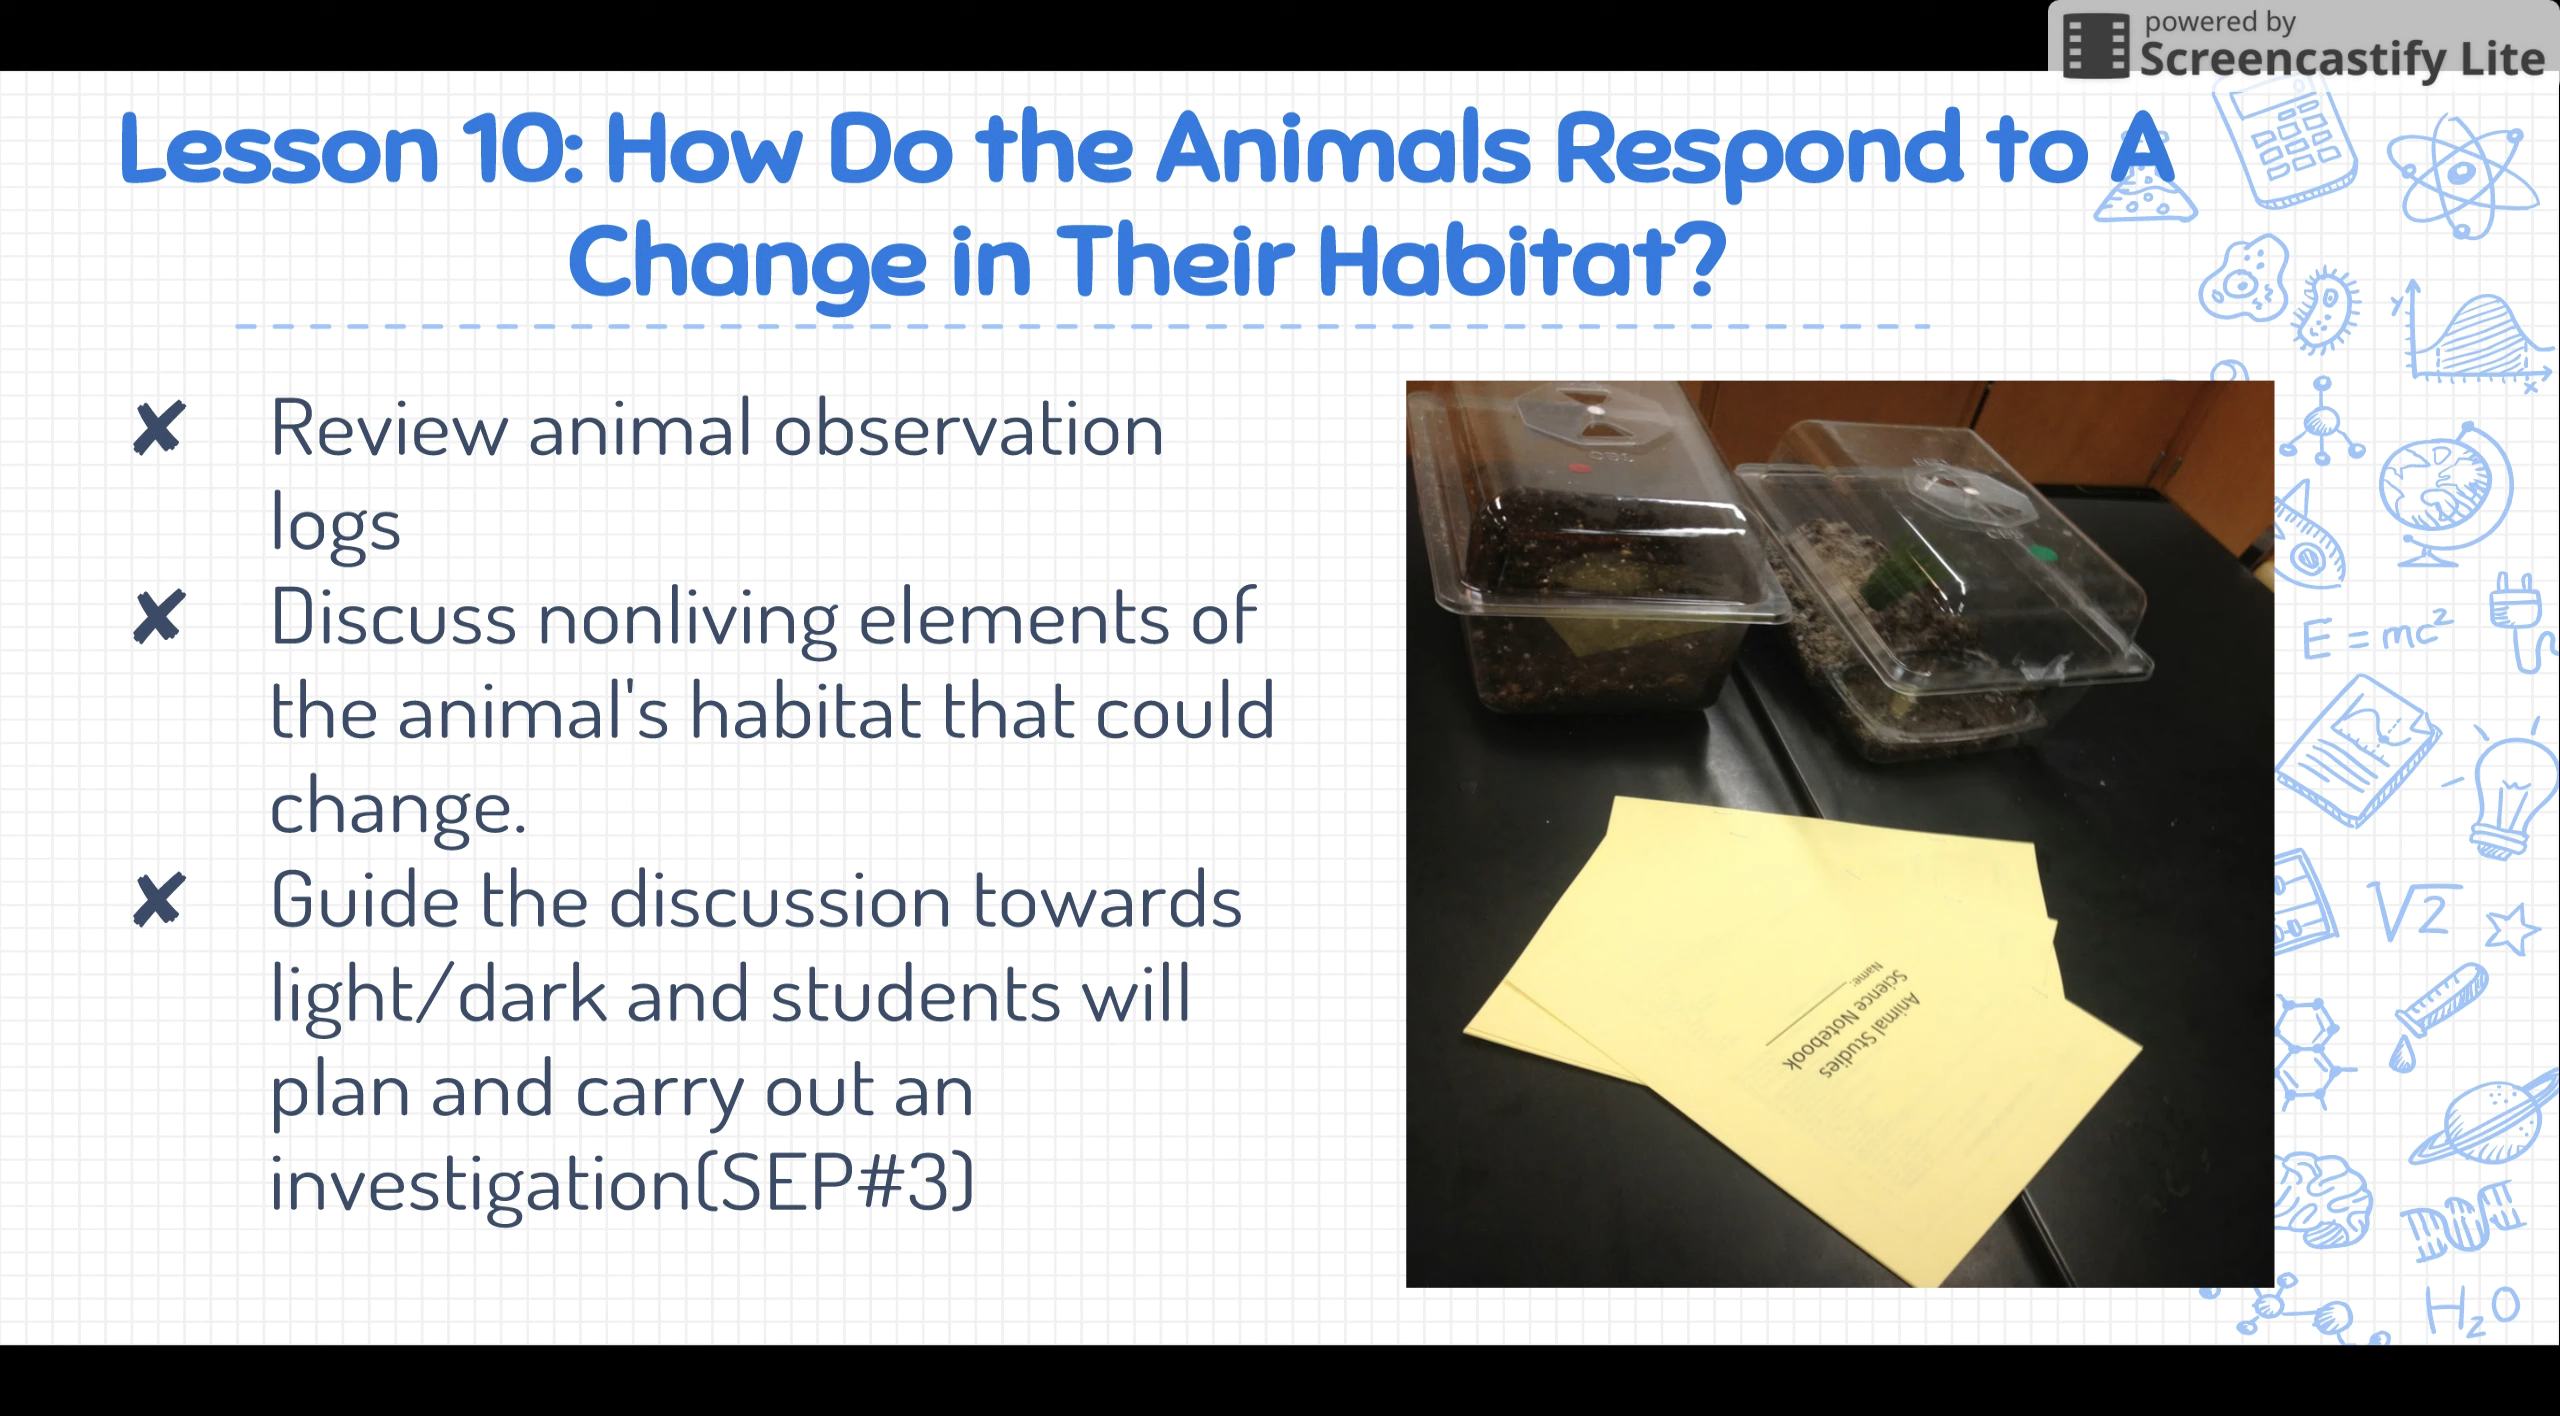 powered by
Screencastify Lite
Lesson 10: How Do the Animals Respond to A
Change in Their Habitat?
✘ Review animal observation
logs
✘ Discuss nonliving elements of
the animal's habitat that could
change.
✘ Guide the discussion towards
light/dark and students will
plan and carry out an
investigation(SEP#3)
Animal Studies
Science Notebook
Name:
y
x
E = mc²
√2
H₂O